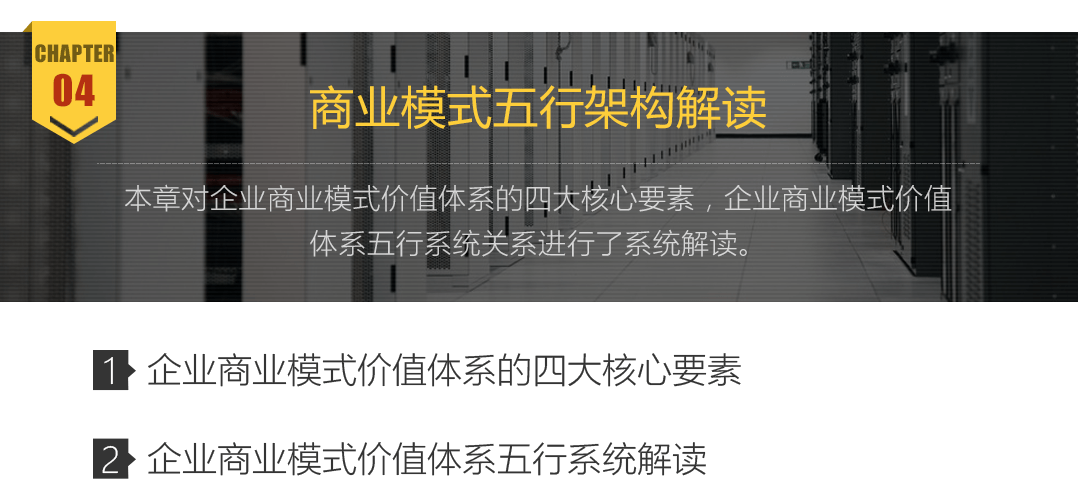 CHAPTER
04
商业模式五行架构解读
本章对企业商业模式价值体系的四大核心要素，企业商业模式价值
体系五行系统关系进行了系统解读。
1 企业商业模式价值体系的四大核心要素
2 企业商业模式价值体系五行系统解读